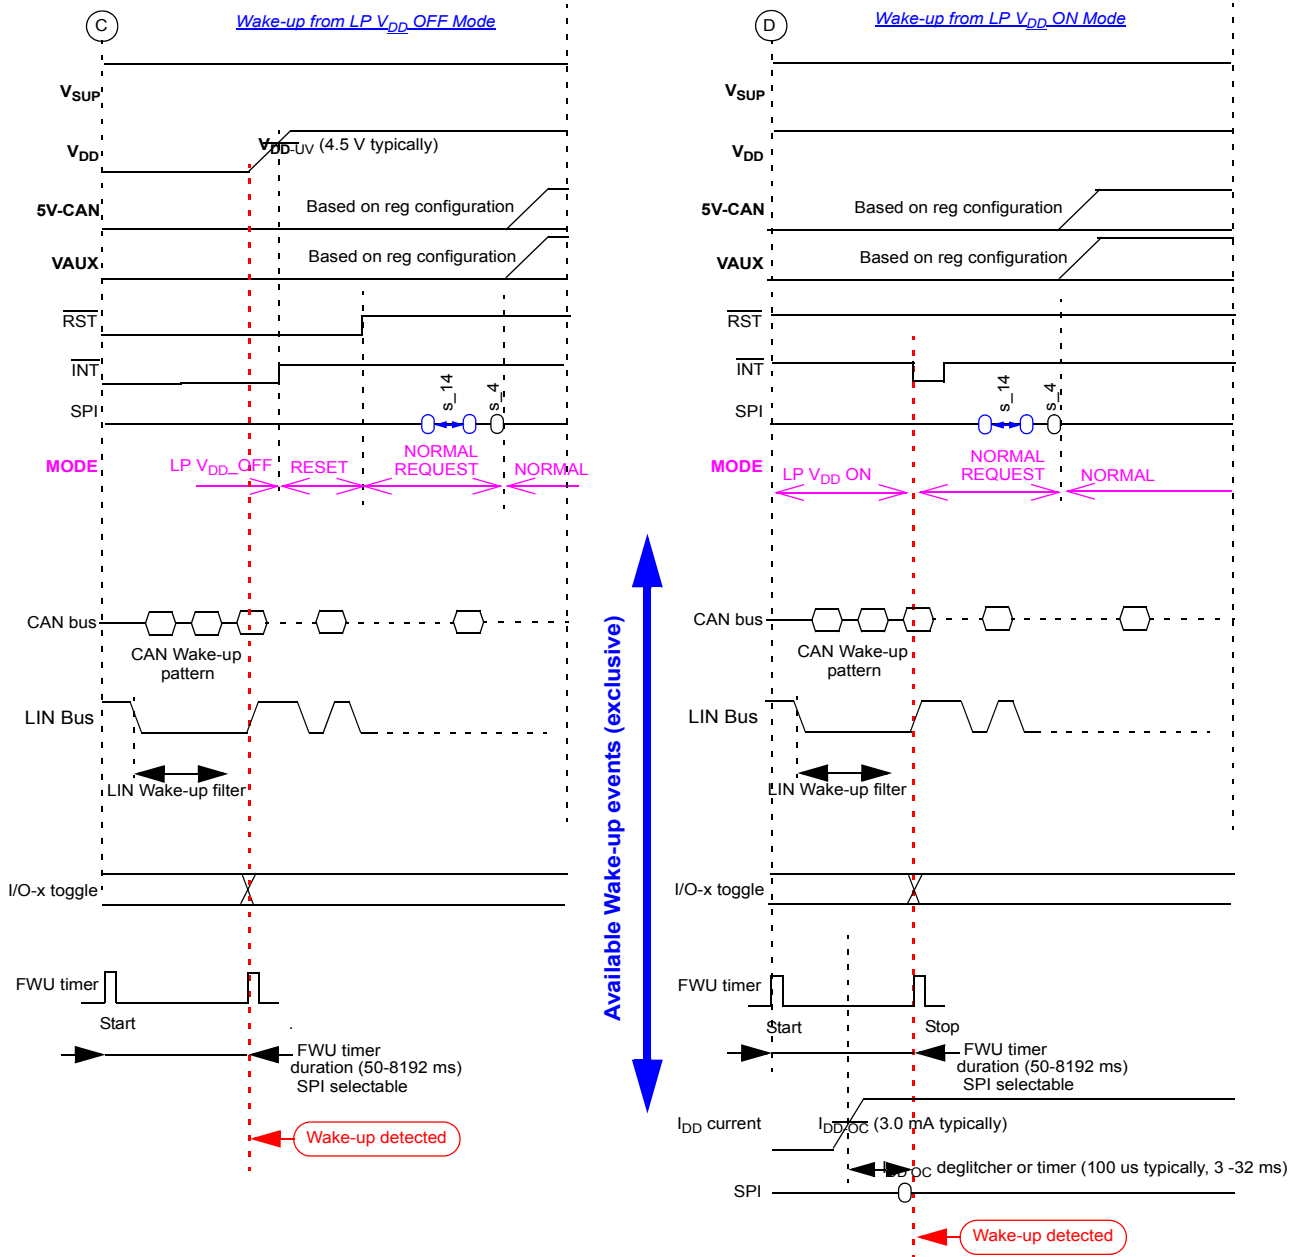 C
Wake-up from LP VDD OFF Mode
VSUP
VDD
VDD-UV (4.5 V typically)
5V-CAN
Based on reg configuration
VAUX
Based on reg configuration
RST
INT
SPI
s_14
s_4
MODE
LP VDD_OFF
RESET
NORMAL
REQUEST
NORMAL
CAN bus
CAN Wake-up
pattern
LIN Bus
LIN Wake-up filter
I/O-x toggle
FWU timer
Start
FWU timer
duration (50-8192 ms)
SPI selectable
Wake-up detected
Available Wake-up events (exclusive)
D
Wake-up from LP VDD ON Mode
VSUP
VDD
5V-CAN
Based on reg configuration
VAUX
Based on reg configuration
RST
INT
SPI
s_14
s_4
MODE
LP VDD ON
NORMAL
REQUEST
NORMAL
CAN bus
CAN Wake-up
pattern
LIN Bus
LIN Wake-up filter
I/O-x toggle
FWU timer
Start
Stop
FWU timer
duration (50-8192 ms)
SPI selectable
IDD current
IDD-OC (3.0 mA typically)
IDD-OC deglitcher or timer (100 us typically, 3 -32 ms)
SPI
Wake-up detected